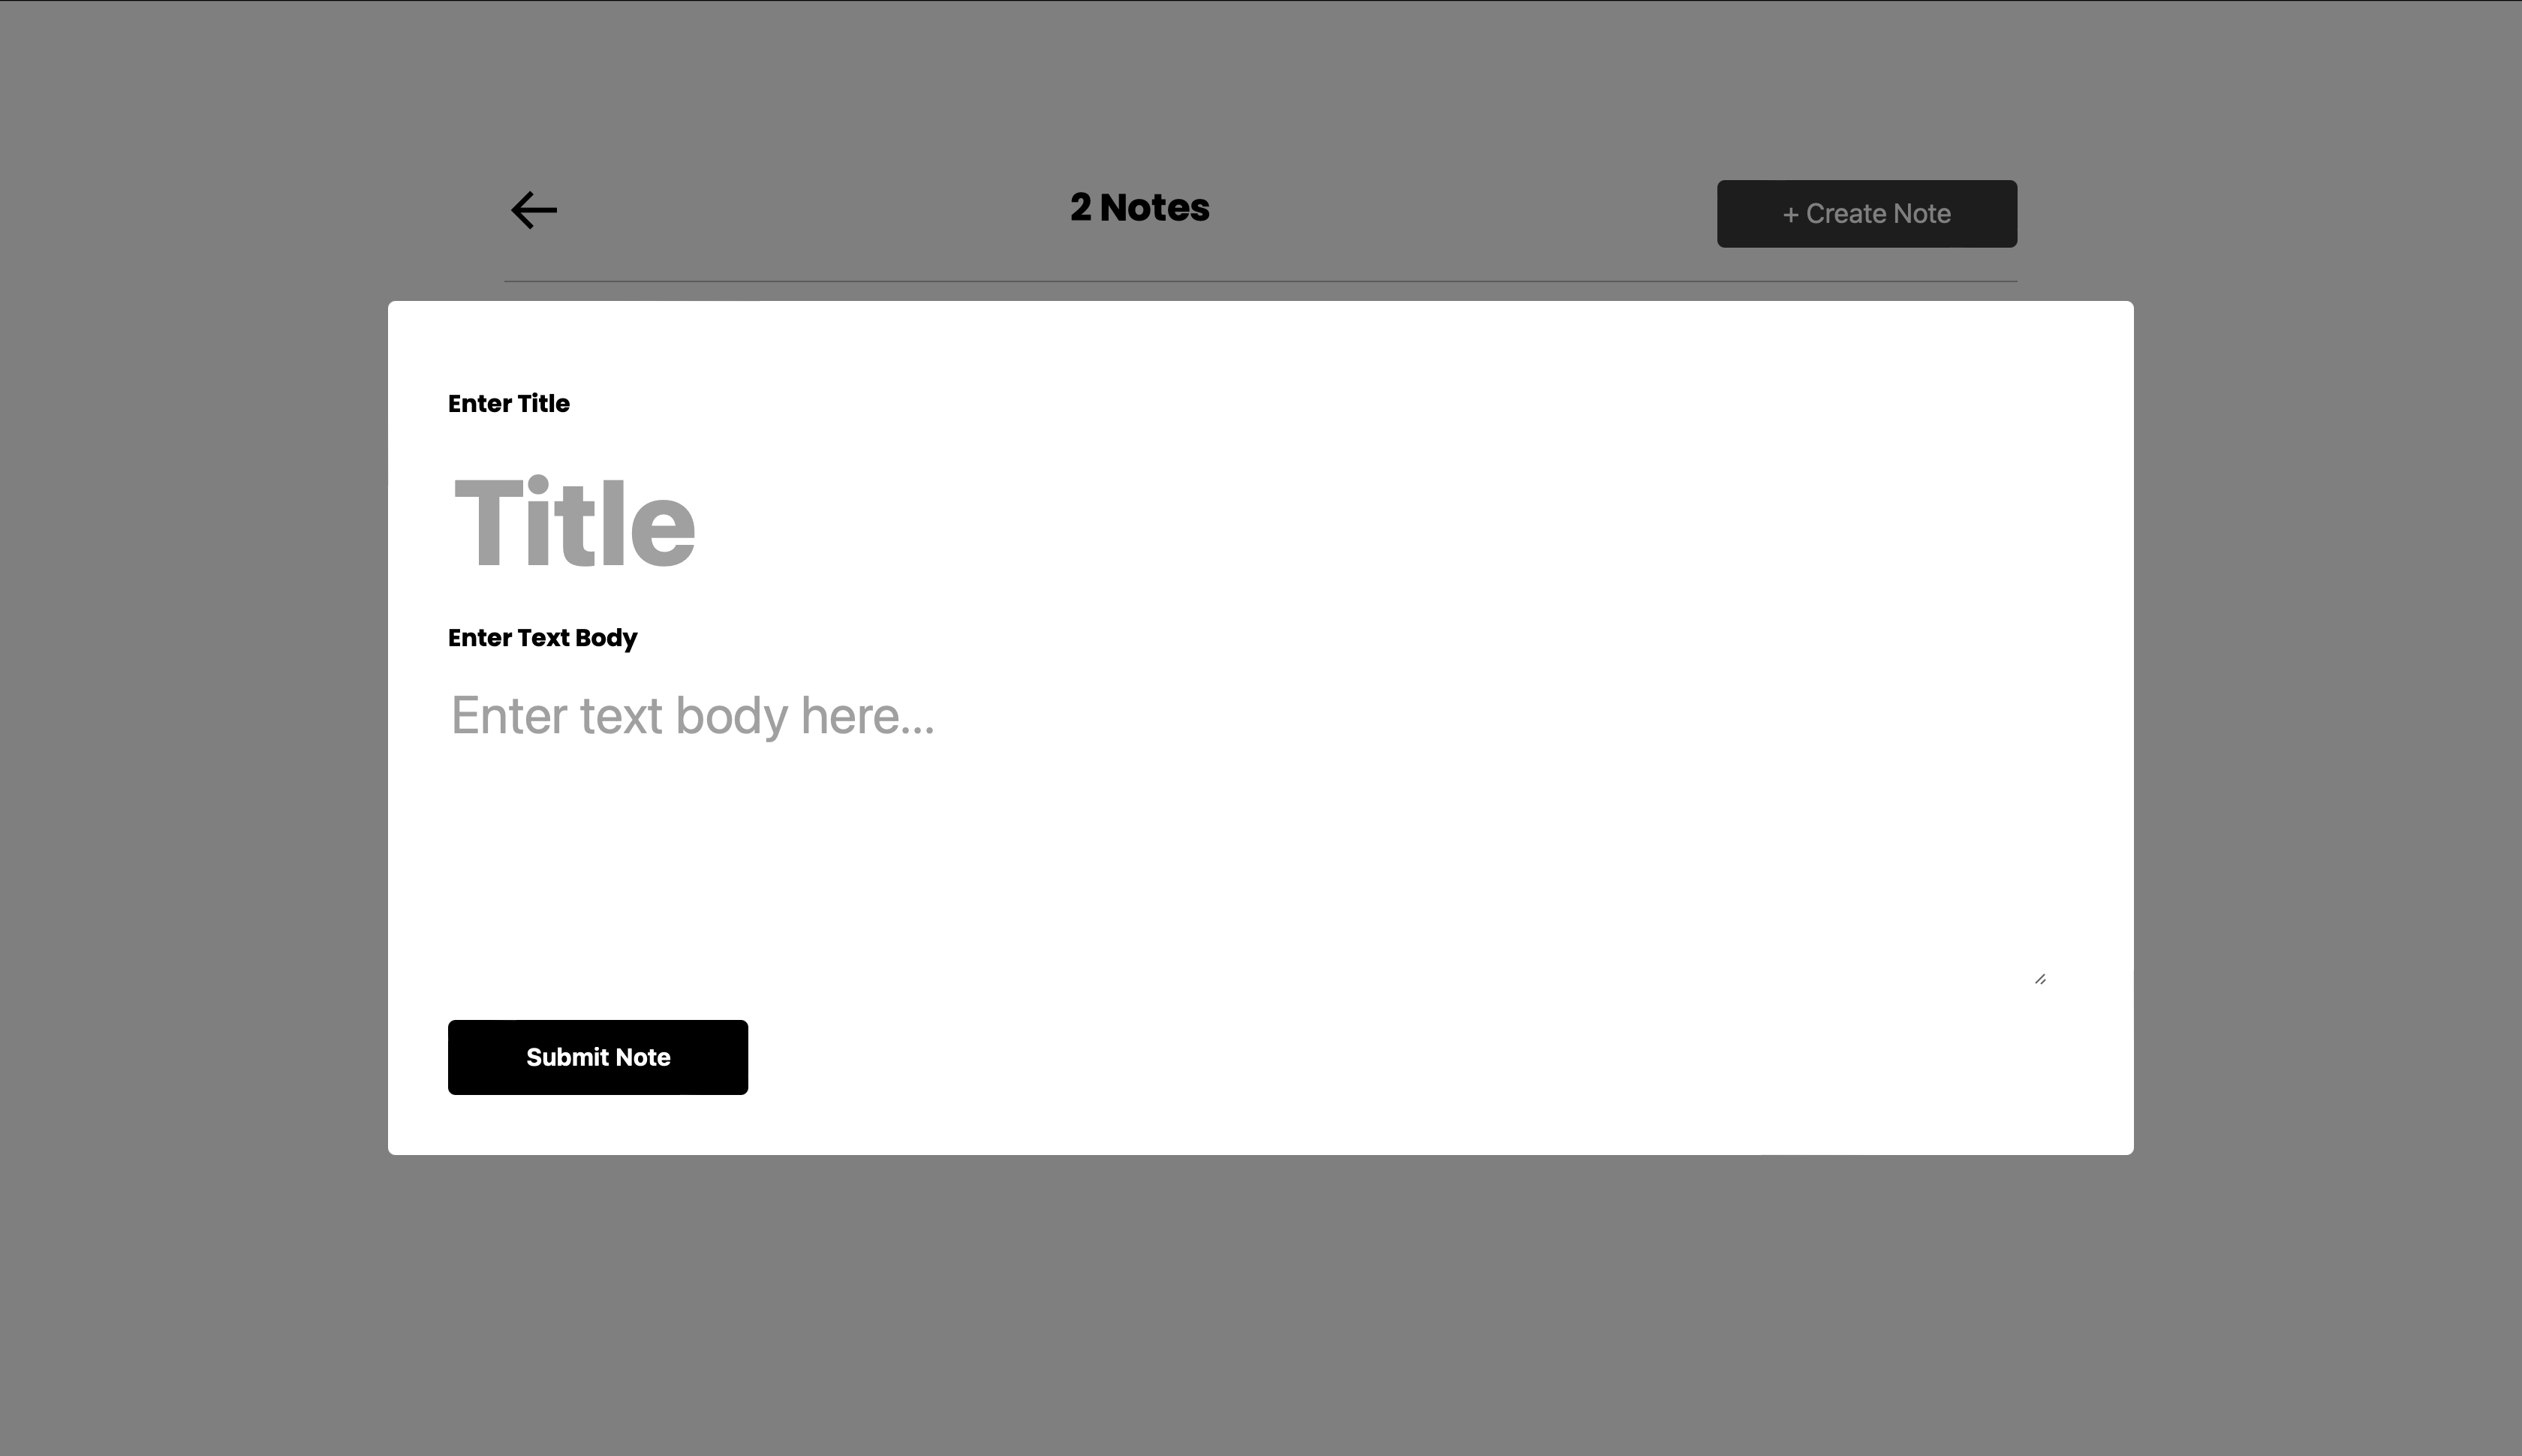 2 Notes
+ Create Note
Enter Title
Title
Enter Text Body
Enter text body here...
Submit Note